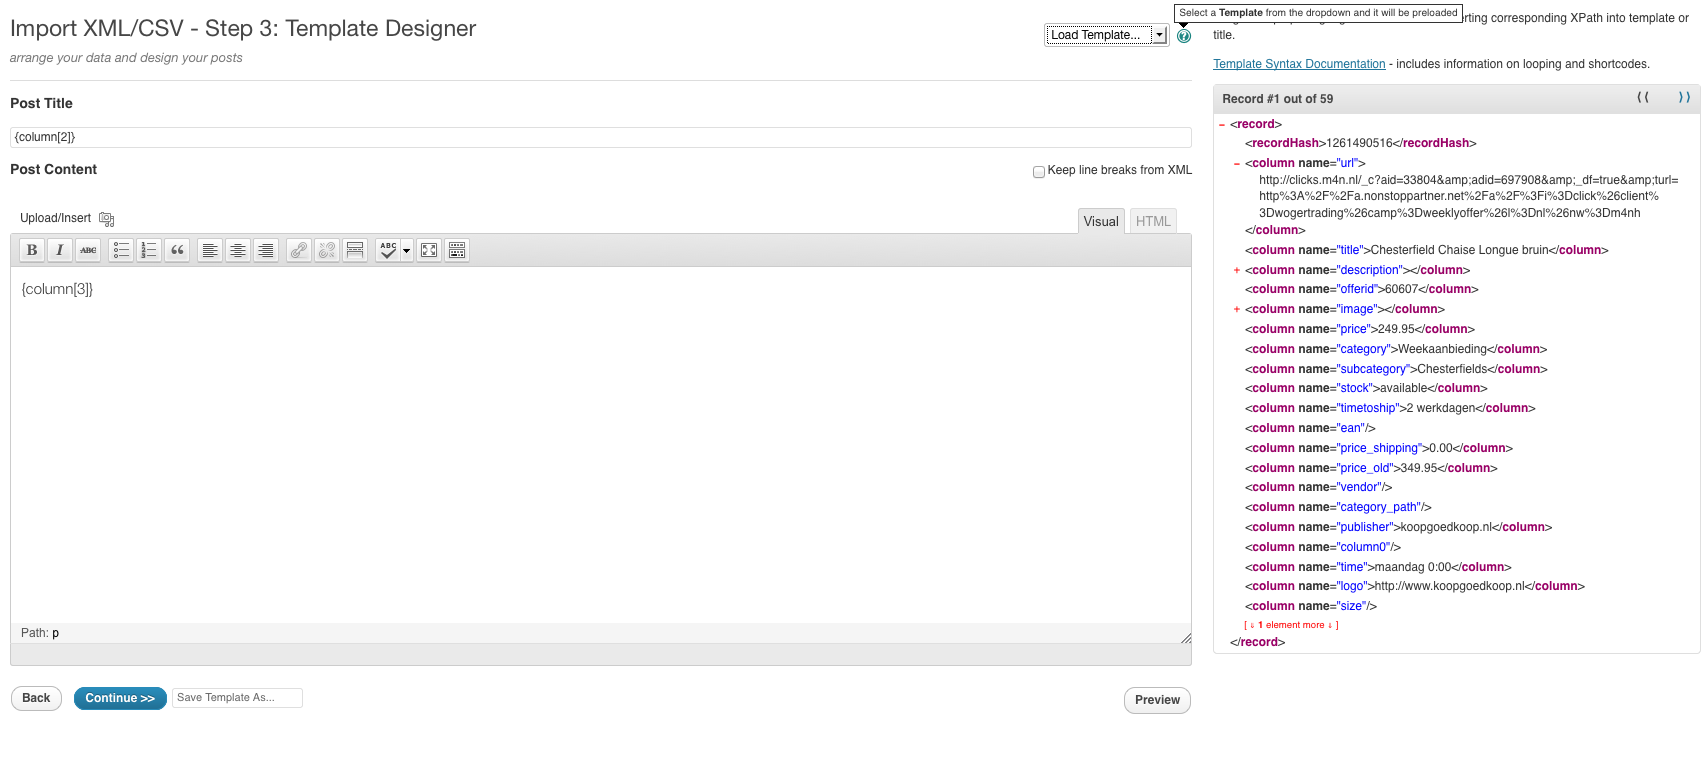 Import XML/CSV - Step 3: Template Designer
arrange your data and design your posts
Load Template...
Select a Template from the dropdown and it will be preloaded
Post Title
{column[2]}
Post Content
Keep line breaks from XML
Upload/Insert
Visual
HTML
B I ABC
ABC
{column[3]}
Path: p
Back
Continue >>
Save Template As...
Preview
corresponding XPath into template or
title.
Template Syntax Documentation - includes information on looping and shortcodes.
Record #1 out of 59
⟨⟨ ⟩⟩
− <record>
<recordHash>1261490516</recordHash>
− <column name="url">
http://clicks.m4n.nl/_c?aid=33804&amp;adid=697908&amp;_df=true&amp;turl=
http%3A%2F%2Fa.nonstoppartner.net%2Fa%2F%3Fi%3Dclick%26client%
3Dwogertrading%26camp%3Dweeklyoffer%26l%3Dnl%26nw%3Dm4nh
</column>
<column name="title">Chesterfield Chaise Longue bruin</column>
+ <column name="description"></column>
<column name="offerid">60607</column>
+ <column name="image"></column>
<column name="price">249.95</column>
<column name="category">Weekaanbieding</column>
<column name="subcategory">Chesterfields</column>
<column name="stock">available</column>
<column name="timetoship">2 werkdagen</column>
<column name="ean"/>
<column name="price_shipping">0.00</column>
<column name="price_old">349.95</column>
<column name="vendor"/>
<column name="category_path"/>
<column name="publisher">koopgoedkoop.nl</column>
<column name="column0"/>
<column name="time">maandag 0:00</column>
<column name="logo">http://www.koopgoedkoop.nl</column>
<column name="size"/>
[ ↓ 1 element more ↓ ]
</record>